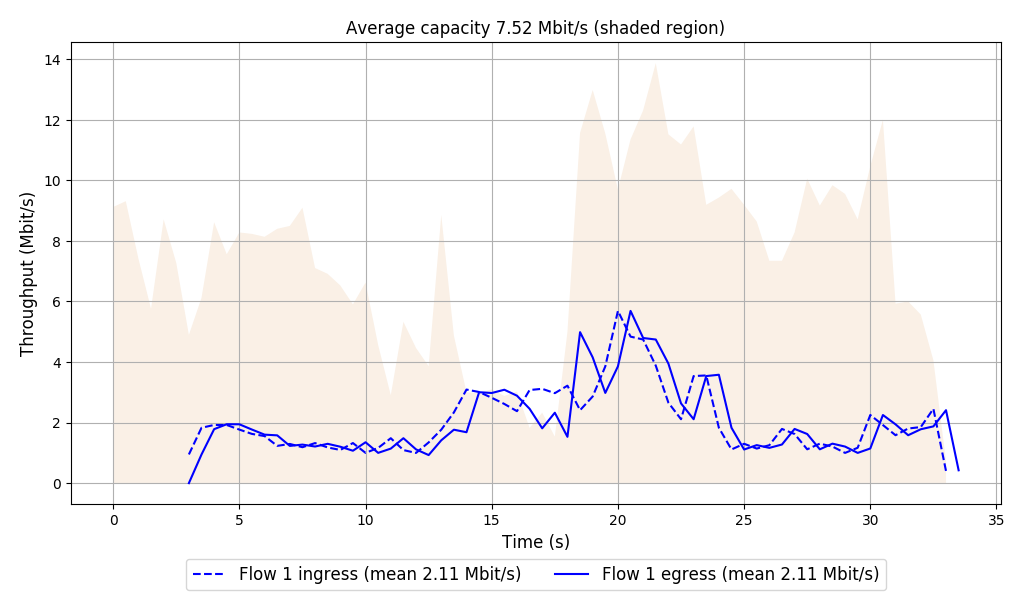 Average capacity 7.52 Mbit/s (shaded region)
Throughput (Mbit/s)
14
12
10
8
6
4
2
0
0 5 10 15 20 25 30 35
Time (s)
Flow 1 ingress (mean 2.11 Mbit/s) Flow 1 egress (mean 2.11 Mbit/s)